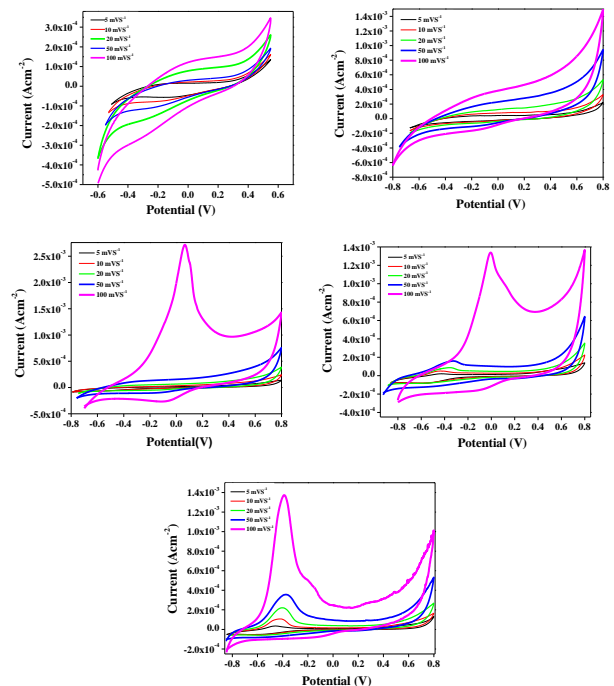 5 mVS⁻¹
10 mVS⁻¹
20 mVS⁻¹
50 mVS⁻¹
100 mVS⁻¹
4.0x10⁻⁴
3.0x10⁻⁴
2.0x10⁻⁴
1.0x10⁻⁴
0.0
-1.0x10⁻⁴
-2.0x10⁻⁴
-3.0x10⁻⁴
-4.0x10⁻⁴
-5.0x10⁻⁴
Current (Acm⁻²)
-0.6 -0.4 -0.2 0.0 0.2 0.4 0.6
Potential (V)
5 mVS⁻¹
10 mVS⁻¹
20 mVS⁻¹
50 mVS⁻¹
100 mVS⁻¹
1.4x10⁻³
1.2x10⁻³
1.0x10⁻³
8.0x10⁻⁴
6.0x10⁻⁴
4.0x10⁻⁴
2.0x10⁻⁴
0.0
-2.0x10⁻⁴
-4.0x10⁻⁴
-6.0x10⁻⁴
-8.0x10⁻⁴
Current (Acm⁻²)
-0.8 -0.6 -0.4 -0.2 0.0 0.2 0.4 0.6 0.8
Potential (V)
5 mVS⁻¹
10 mVS⁻¹
20 mVS⁻¹
50 mVS⁻¹
100 mVS⁻¹
2.5x10⁻³
2.0x10⁻³
1.5x10⁻³
1.0x10⁻³
5.0x10⁻⁴
0.0
-5.0x10⁻⁴
Current (Acm⁻²)
-0.8 -0.6 -0.4 -0.2 0.0 0.2 0.4 0.6 0.8
Potential(V)
5 mVS⁻¹
10 mVS⁻¹
20 mVS⁻¹
50 mVS⁻¹
100 mVS⁻¹
1.4x10⁻³
1.2x10⁻³
1.0x10⁻³
8.0x10⁻⁴
6.0x10⁻⁴
4.0x10⁻⁴
2.0x10⁻⁴
0.0
-2.0x10⁻⁴
-4.0x10⁻⁴
Current (Acm⁻²)
-0.8 -0.4 0.0 0.4 0.8
Potential (V)
5 mVS⁻¹
10 mVS⁻¹
20 mVS⁻¹
50 mVS⁻¹
100 mVS⁻¹
1.6x10⁻³
1.4x10⁻³
1.2x10⁻³
1.0x10⁻³
8.0x10⁻⁴
6.0x10⁻⁴
4.0x10⁻⁴
2.0x10⁻⁴
0.0
-2.0x10⁻⁴
Current (Acm⁻²)
-0.8 -0.6 -0.4 -0.2 0.0 0.2 0.4 0.6 0.8
Potential (V)